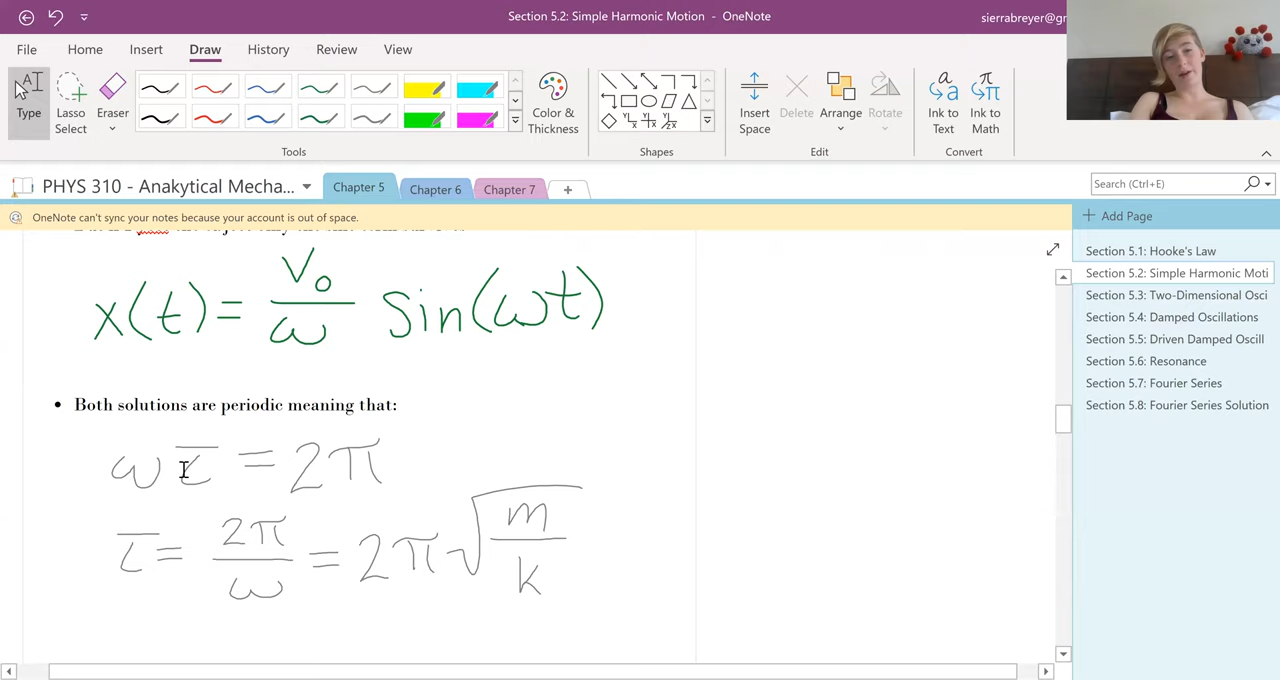 Section 5.2: Simple Harmonic Motion - OneNote
sierrabreyer@gr
File Home Insert Draw History Review View
Type
Lasso Select
Eraser
Color & Thickness
Insert Space
Delete
Arrange
Rotate
Ink to Text
Ink to Math
Tools
Shapes
Edit
Convert
PHYS 310 - Anakytical Mecha...
Chapter 5
Chapter 6
Chapter 7
Search (Ctrl+E)
OneNote can't sync your notes because your account is out of space.
Add Page
Section 5.1: Hooke's Law
Section 5.2: Simple Harmonic Moti
Section 5.3: Two-Dimensional Osci
Section 5.4: Damped Oscillations
Section 5.5: Driven Damped Oscill
Section 5.6: Resonance
Section 5.7: Fourier Series
Section 5.8: Fourier Series Solution
x(t) = v₀/ω sin(ωt)
• Both solutions are periodic meaning that:
ωτ = 2π
τ = 2π/ω = 2π√(m/k)